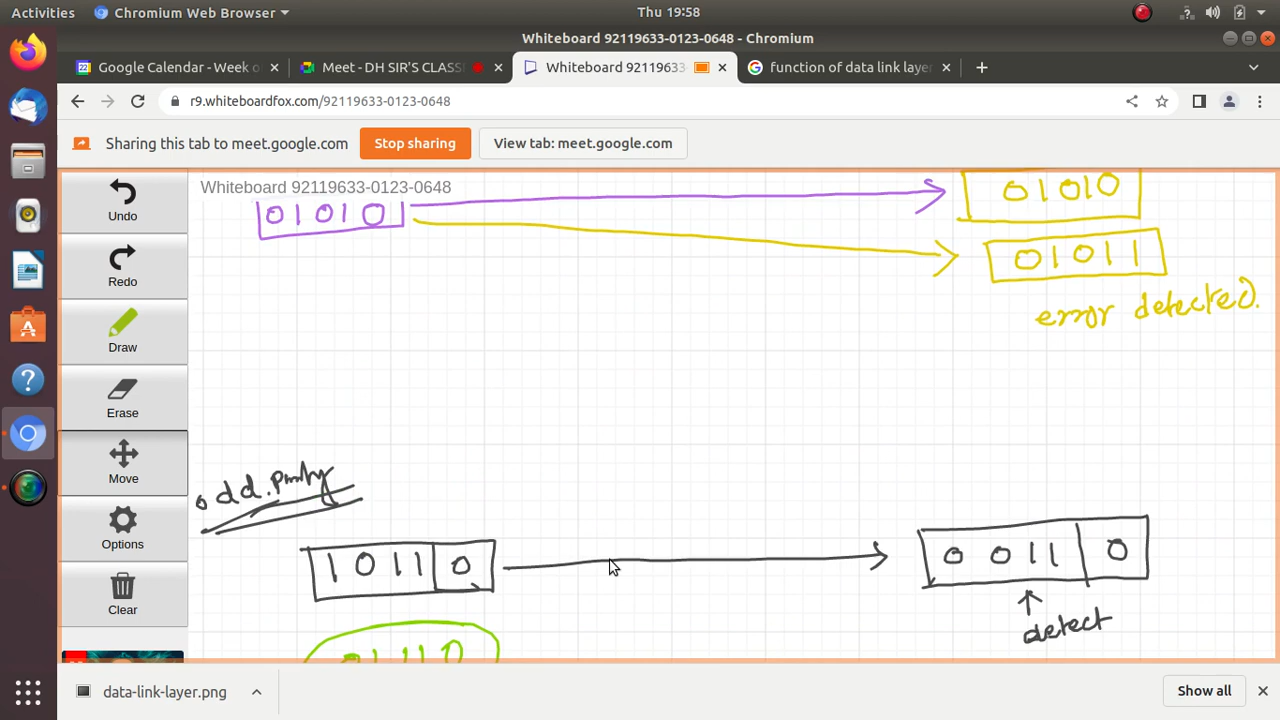 Activities Chromium Web Browser Thu 19:58
Whiteboard 92119633-0123-0648 - Chromium
Google Calendar - Week o Meet - DH SIR'S CLASS Whiteboard 92119633 function of data link laye
r9.whiteboardfox.com/92119633-0123-0648
Sharing this tab to meet.google.com Stop sharing View tab: meet.google.com
Whiteboard 92119633-0123-0648
Undo
Redo
Draw
Erase
Move
Options
Clear
01010 01010
01011
error detected.
odd.parity
1011 0 0011 0
detect
01110
data-link-layer.png Show all